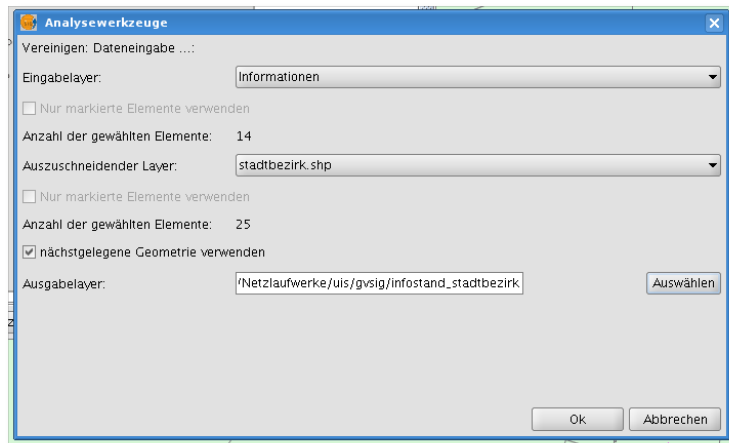 Analysewerkzeuge
Vereinigen: Dateneingabe ...:
Eingabelayer: Informationen
Nur markierte Elemente verwenden
Anzahl der gewählten Elemente: 14
Auszuschneidender Layer: stadtbezirk.shp
Nur markierte Elemente verwenden
Anzahl der gewählten Elemente: 25
nächstgelegene Geometrie verwenden
Ausgabelayer: /Netzlaufwerke/uis/gvsig/infostand_stadtbezirk Auswählen
Ok Abbrechen